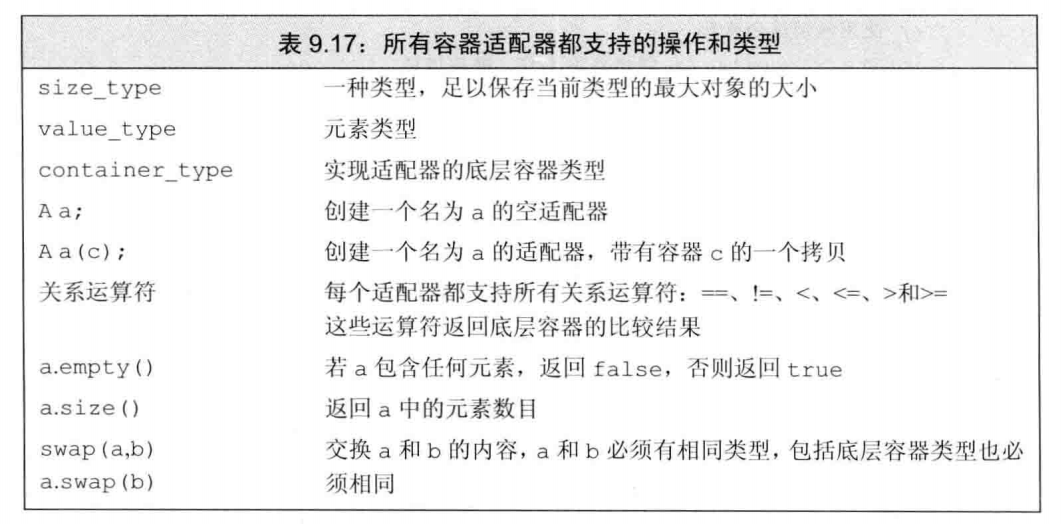 表 9.17：所有容器适配器都支持的操作和类型
size_type 一种类型，足以保存当前类型的最大对象的大小
value_type 元素类型
container_type 实现适配器的底层容器类型
A a; 创建一个名为 a 的空适配器
A a(c); 创建一个名为 a 的适配器，带有容器 c 的一个拷贝
关系运算符 每个适配器都支持所有关系运算符：==、!=、<、<=、>和>=
这些运算符返回底层容器的比较结果
a.empty() 若 a 包含任何元素，返回 false，否则返回 true
a.size() 返回 a 中的元素数目
swap(a,b) 交换 a 和 b 的内容，a 和 b 必须有相同类型，包括底层容器类型也必
a.swap(b) 须相同